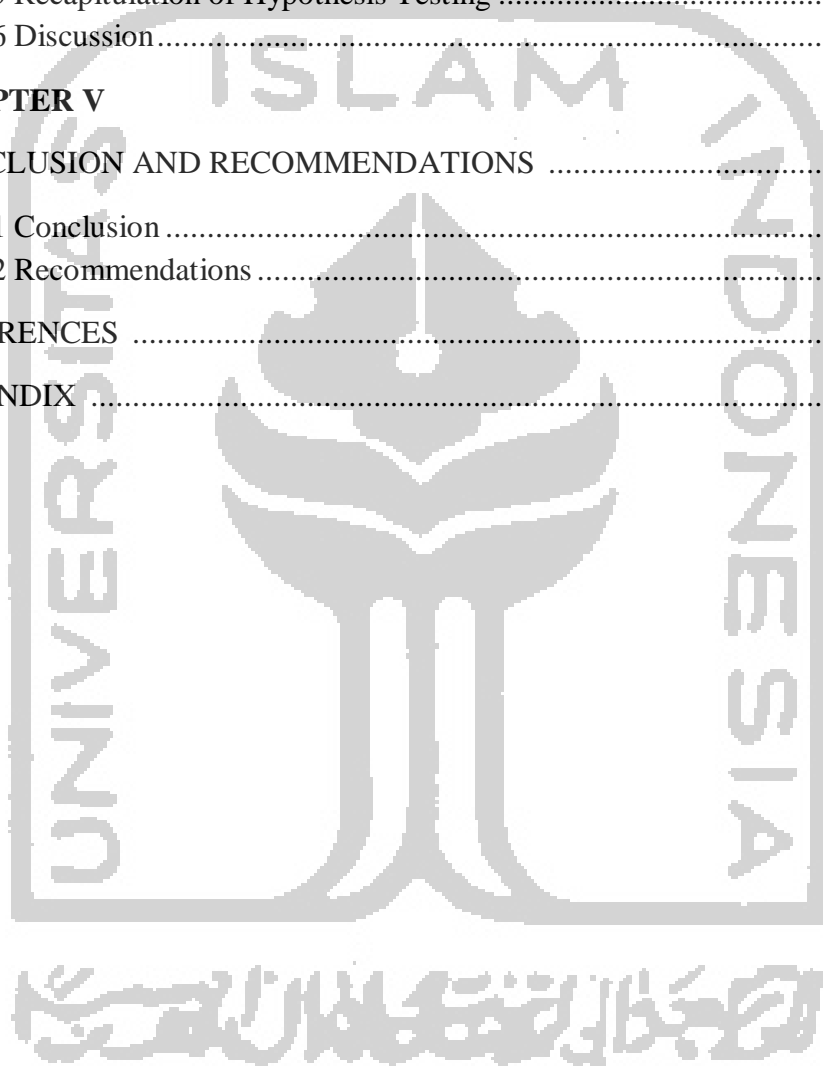 Recapitulation of Hypothesis Testing ..........................................
6 Discussion..........................................................................................
PTER V
CLUSION AND RECOMMENDATIONS ...................................
1 Conclusion .........................................................................................
2 Recommendations .............................................................................
RENCES ..............................................................................................
NDIX ...................................................................................................
ISLAM
UNIVERSITAS
INDONESIA